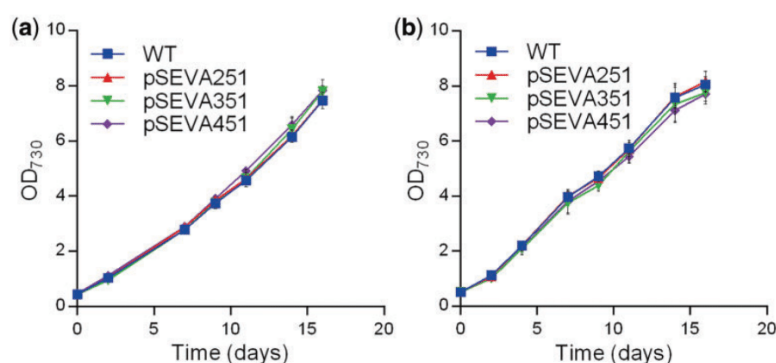 (a)
WT
pSEVA251
pSEVA351
pSEVA451
OD730
10
8
6
4
2
0
0 5 10 15 20
Time (days)
(b)
WT
pSEVA251
pSEVA351
pSEVA451
OD730
10
8
6
4
2
0
0 5 10 15 20
Time (days)